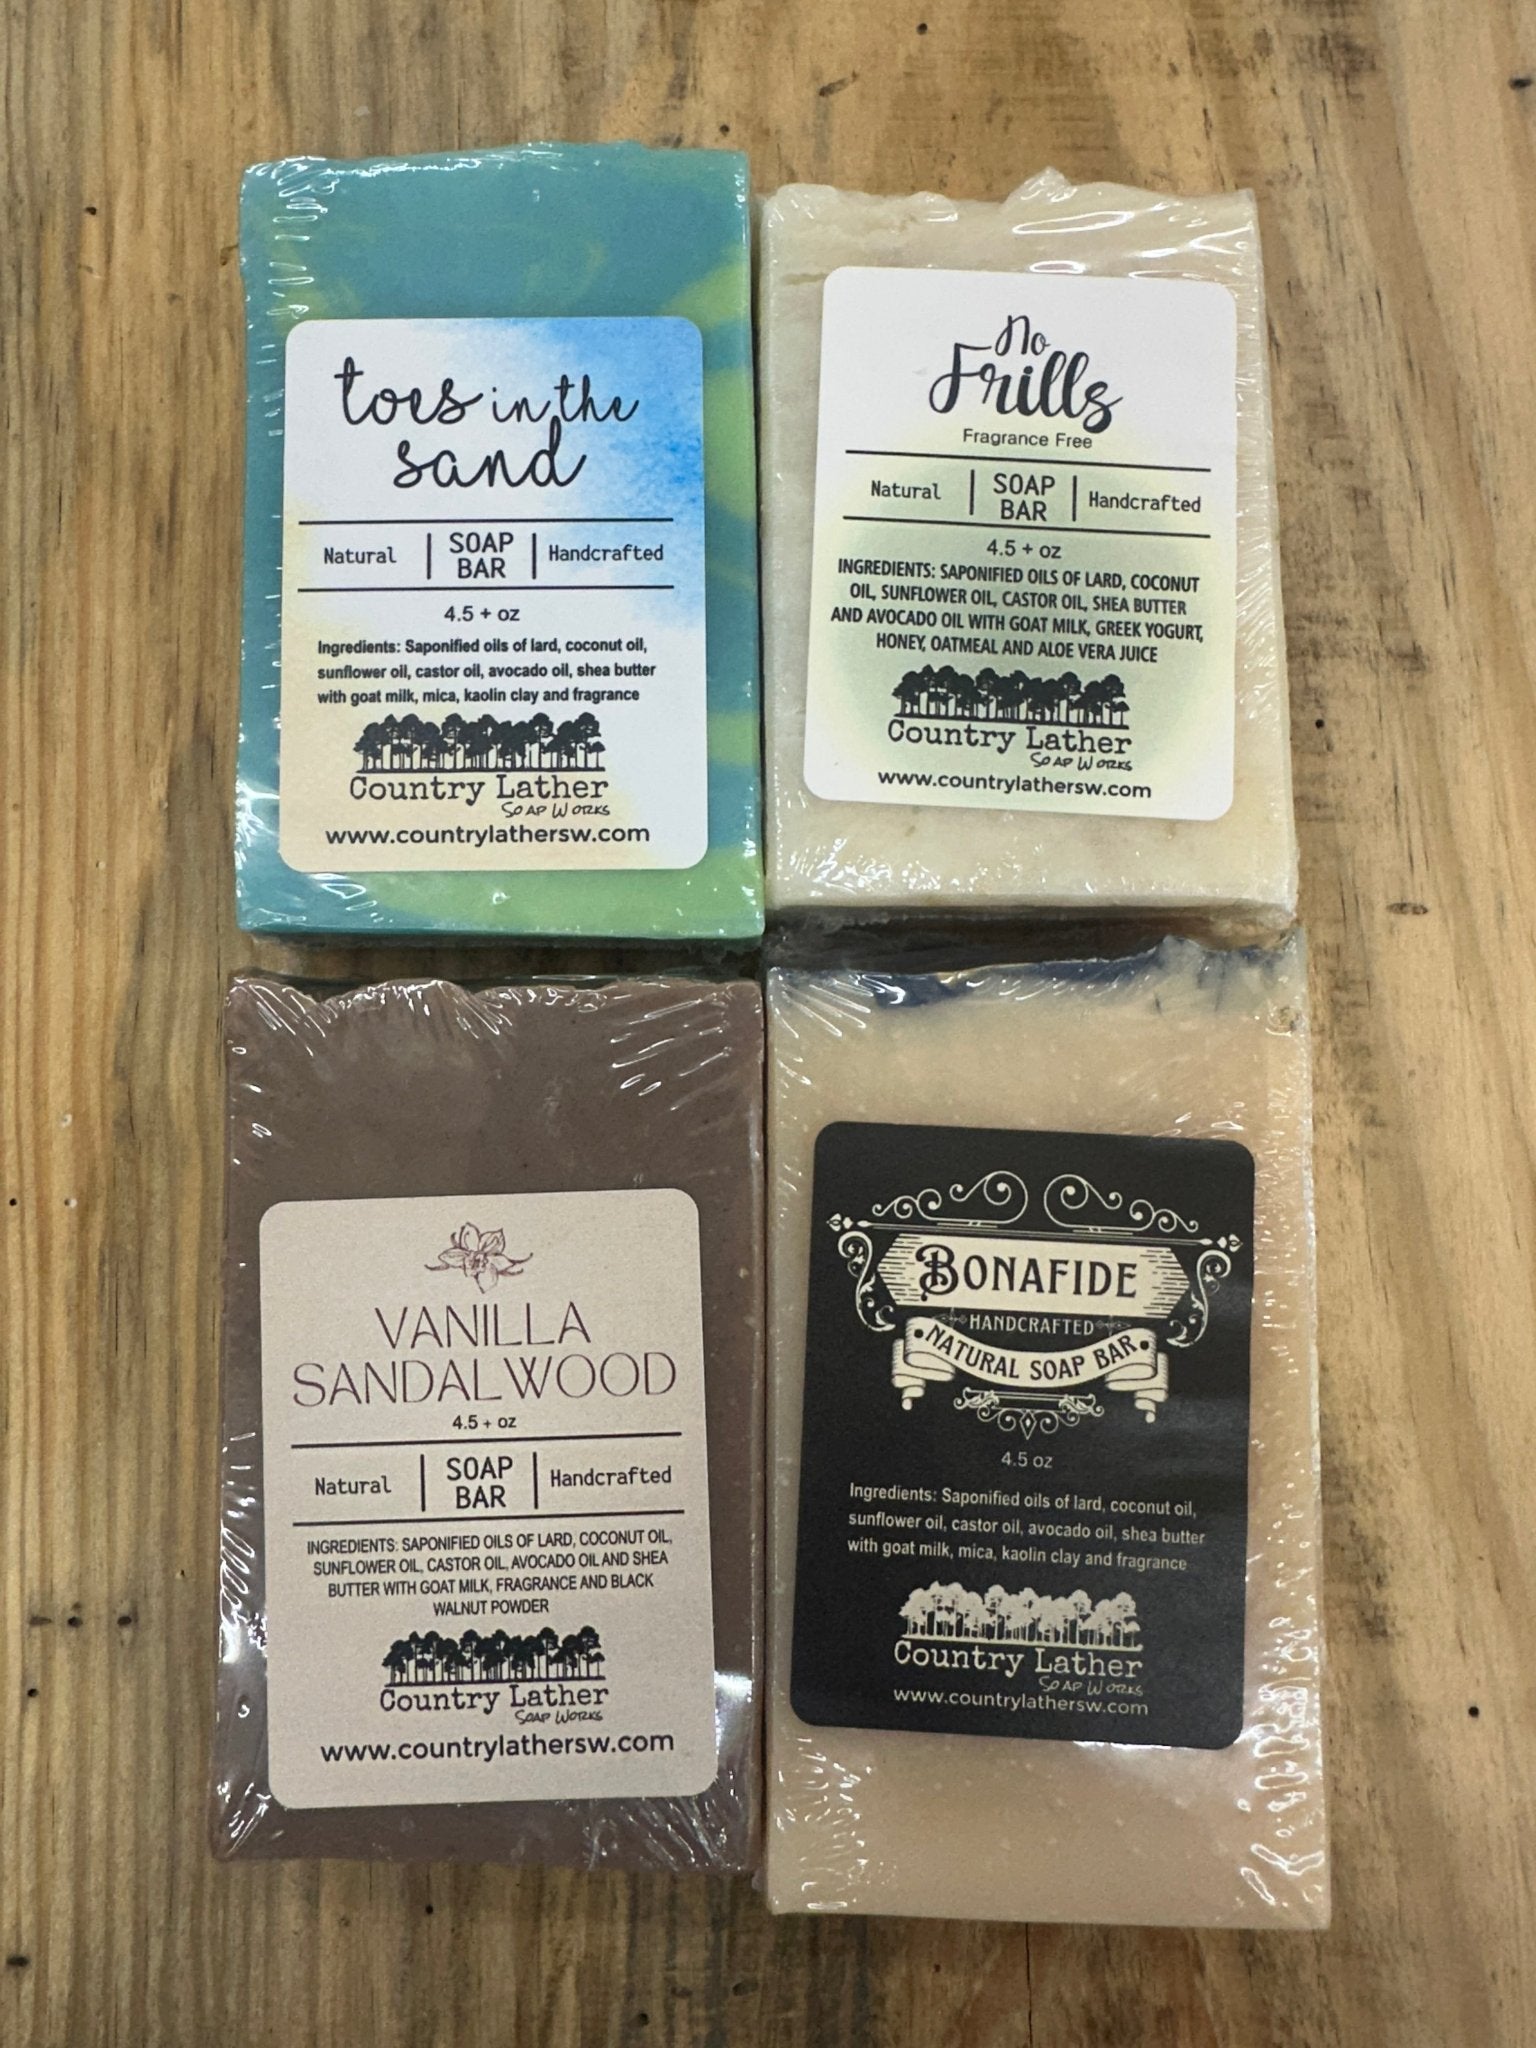 toes in the
sand
Natural | SOAP BAR | Handcrafted
4.5 + oz
Ingredients: Saponified oils of lard, coconut oil,
sunflower oil, castor oil, avocado oil, shea butter
with goat milk, mica, kaolin clay and fragrance
Country Lather
Soap Works
www.countrylathersw.com
No
Frills
Fragrance Free
Natural | SOAP BAR | Handcrafted
4.5 + oz
INGREDIENTS: SAPONIFIED OILS OF LARD, COCONUT
OIL, SUNFLOWER OIL, CASTOR OIL, SHEA BUTTER
AND AVOCADO OIL WITH GOAT MILK, GREEK YOGURT,
HONEY, OATMEAL AND ALOE VERA JUICE
Country Lather
Soap Works
www.countrylathersw.com
VANILLA
SANDALWOOD
4.5 + oz
Natural | SOAP BAR | Handcrafted
INGREDIENTS: SAPONIFIED OILS OF LARD, COCONUT OIL,
SUNFLOWER OIL, CASTOR OIL, AVOCADO OIL AND SHEA
BUTTER WITH GOAT MILK, FRAGRANCE AND BLACK
WALNUT POWDER
Country Lather
Soap Works
www.countrylathersw.com
BONAFIDE
HANDCRAFTED
NATURAL SOAP BAR
4.5 oz
Ingredients: Saponified oils of lard, coconut oil,
sunflower oil, castor oil, avocado oil, shea butter
with goat milk, mica, kaolin clay and fragrance
Country Lather
Soap Works
www.countrylathersw.com